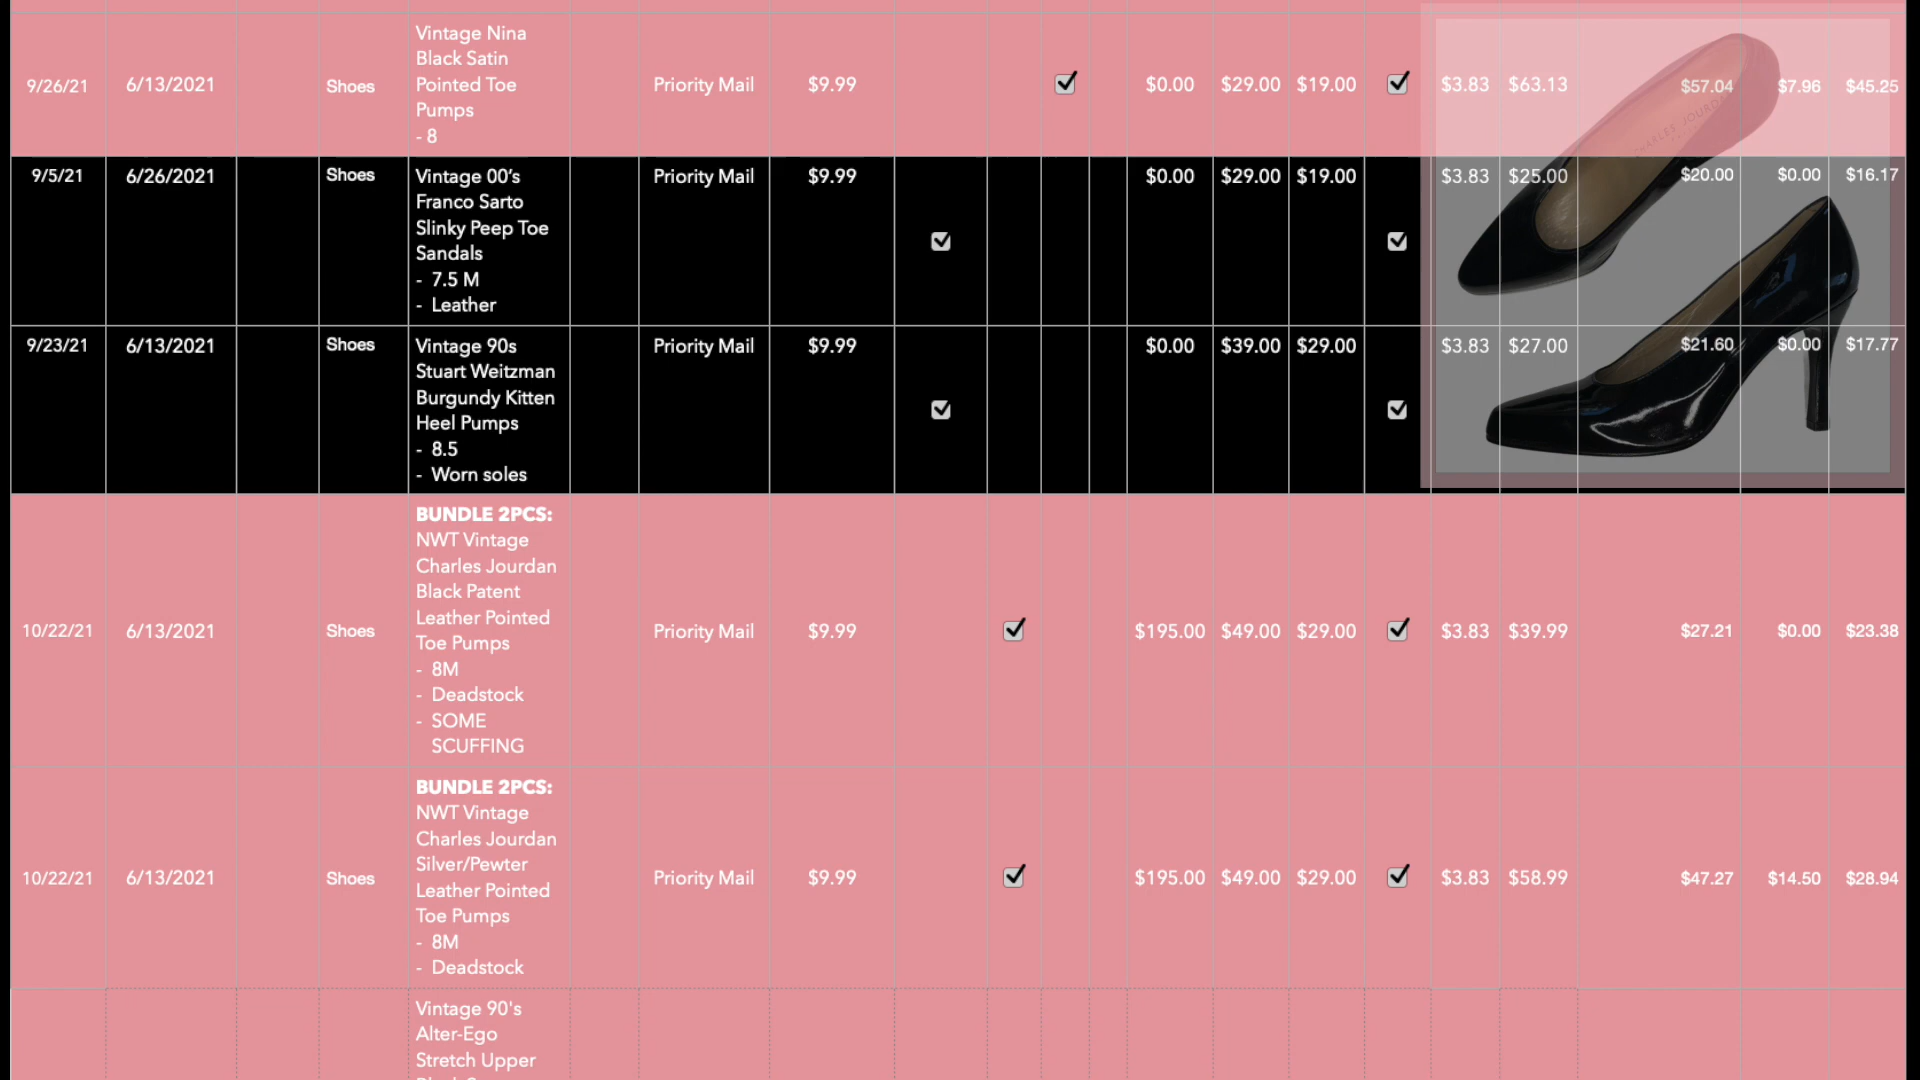 Vintage Nina
Black Satin
Pointed Toe
Pumps
- 8
9/26/21 6/13/2021 Shoes Priority Mail $9.99 $0.00 $29.00 $19.00 $3.83 $63.13 $57.04 $7.96 $45.25
CHARLES JOURDAN
9/5/21 6/26/2021 Shoes Vintage 00’s Priority Mail $9.99 $0.00 $29.00 $19.00 $3.83 $25.00 $20.00 $0.00 $16.17
Franco Sarto
Slinky Peep Toe
Sandals
- 7.5 M
- Leather
9/23/21 6/13/2021 Shoes Vintage 90s Priority Mail $9.99 $0.00 $39.00 $29.00 $3.83 $27.00 $21.60 $0.00 $17.77
Stuart Weitzman
Burgundy Kitten
Heel Pumps
- 8.5
- Worn soles
BUNDLE 2PCS:
NWT Vintage
Charles Jourdan
Black Patent
Leather Pointed
10/22/21 6/13/2021 Shoes Toe Pumps Priority Mail $9.99 $195.00 $49.00 $29.00 $3.83 $39.99 $27.21 $0.00 $23.38
- 8M
- Deadstock
- SOME
SCUFFING
BUNDLE 2PCS:
NWT Vintage
Charles Jourdan
Silver/Pewter
10/22/21 6/13/2021 Shoes Leather Pointed Priority Mail $9.99 $195.00 $49.00 $29.00 $3.83 $58.99 $47.27 $14.50 $28.94
Toe Pumps
- 8M
- Deadstock
Vintage 90's
Alter-Ego
Stretch Upper